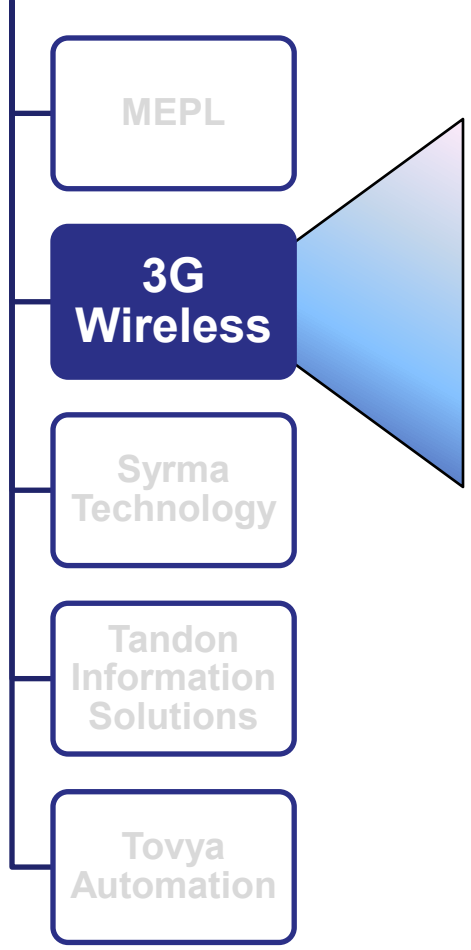 MEPL
3G
Wireless
Syrma
Technology
Tandon
Information
Solutions
Tovya
Automation